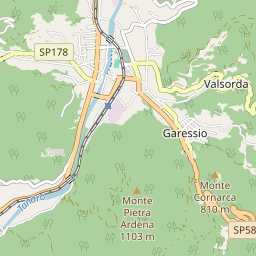 SP178
Valsorda
Garessio
Monte
Pietra
Ardena
1103 m
Monte
Cornarca
810 m
Tanaro
SP58